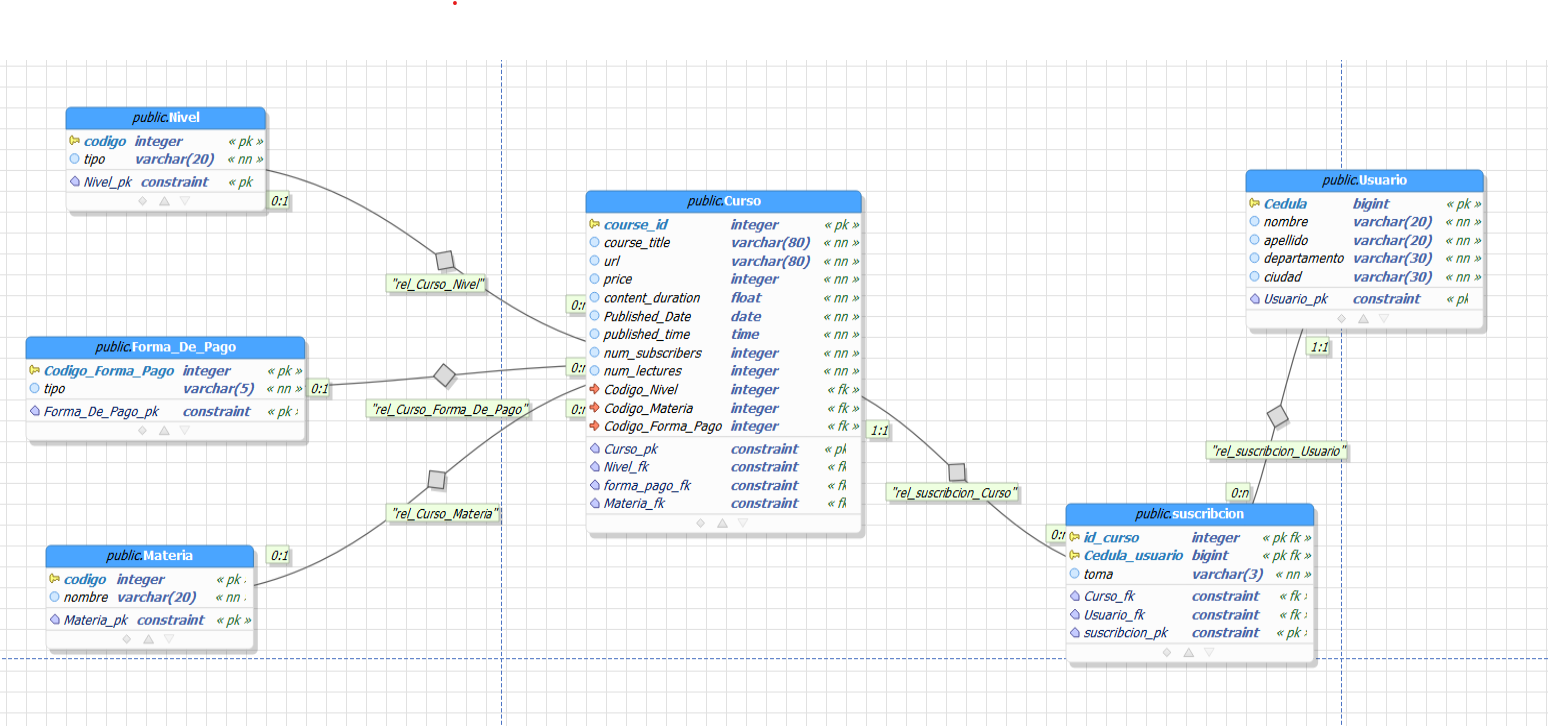 public.Nivel
codigo integer « pk »
tipo varchar(20) « nn »
Nivel_pk constraint « pk
0:1
"rel_Curso_Nivel"
0:n
public.Forma_De_Pago
Codigo_Forma_Pago integer « pk »
tipo varchar(5) « nn »
Forma_De_Pago_pk constraint « pk
0:1
"rel_Curso_Forma_De_Pago"
0:n
public.Materia
codigo integer « pk
nombre varchar(20) « nn
Materia_pk constraint « pk »
0:1
"rel_Curso_Materia"
0:n
public.Curso
course_id integer « pk »
course_title varchar(80) « nn »
url varchar(80) « nn »
price integer « nn »
content_duration float « nn »
Published_Date date « nn »
published_time time « nn »
num_subscribers integer « nn »
num_lectures integer « nn »
Codigo_Nivel integer « fk »
Codigo_Materia integer « fk »
Codigo_Forma_Pago integer « fk »
Curso_pk constraint « pk
Nivel_fk constraint « fk
forma_pago_fk constraint « fk
Materia_fk constraint « fk
1:1
"rel_suscribcion_Curso"
0:n
public.Usuario
Cedula bigint « pk »
nombre varchar(20) « nn »
apellido varchar(20) « nn »
departamento varchar(30) « nn »
ciudad varchar(30) « nn »
Usuario_pk constraint « pk
1:1
"rel_suscribcion_Usuario"
0:n
public.suscribcion
id_curso integer « pk fk »
Cedula_usuario bigint « pk fk »
toma varchar(3) « nn »
Curso_fk constraint « fk
Usuario_fk constraint « fk
suscribcion_pk constraint « pk